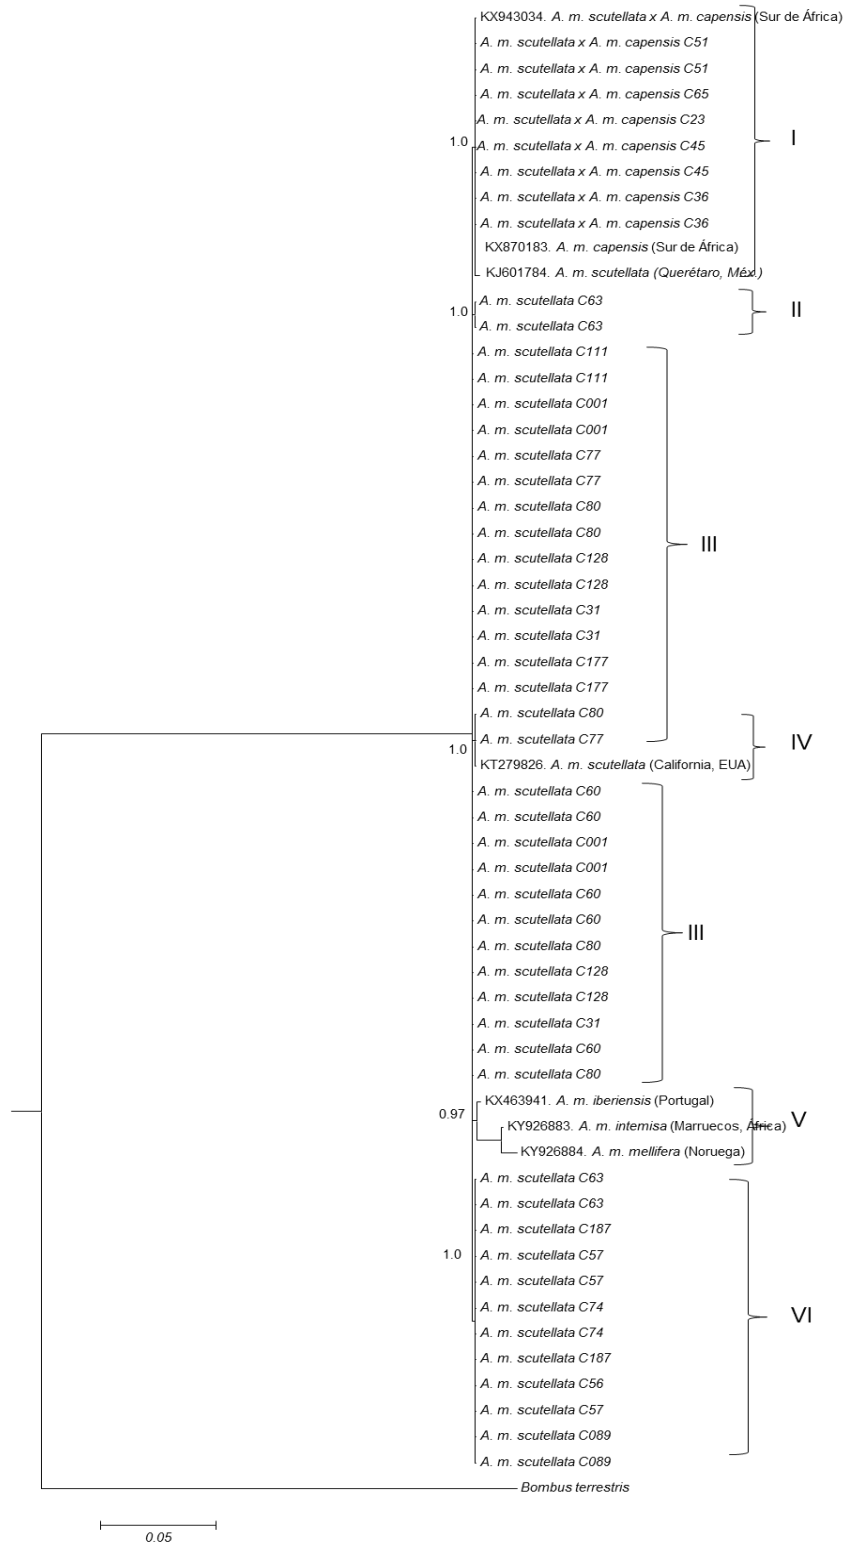 KX943034. A. m. scutellata x A. m. capensis (Sur de África)
A. m. scutellata x A. m. capensis C51
A. m. scutellata x A. m. capensis C51
A. m. scutellata x A. m. capensis C65
A. m. scutellata x A. m. capensis C23
1.0
I
A. m. scutellata x A. m. capensis C45
A. m. scutellata x A. m. capensis C45
A. m. scutellata x A. m. capensis C36
A. m. scutellata x A. m. capensis C36
KX870183. A. m. capensis (Sur de África)
KJ601784. A. m. scutellata (Querétaro, Méx.)
A. m. scutellata C63
1.0
II
A. m. scutellata C63
A. m. scutellata C111
A. m. scutellata C111
A. m. scutellata C001
A. m. scutellata C001
A. m. scutellata C77
A. m. scutellata C77
A. m. scutellata C80
A. m. scutellata C80
III
A. m. scutellata C128
A. m. scutellata C128
A. m. scutellata C31
A. m. scutellata C31
A. m. scutellata C177
A. m. scutellata C177
A. m. scutellata C80
A. m. scutellata C77
IV
1.0
KT279826. A. m. scutellata (California, EUA)
A. m. scutellata C60
A. m. scutellata C60
A. m. scutellata C001
A. m. scutellata C001
A. m. scutellata C60
A. m. scutellata C60
III
A. m. scutellata C80
A. m. scutellata C128
A. m. scutellata C128
A. m. scutellata C31
A. m. scutellata C60
A. m. scutellata C80
KX463941. A. m. iberiensis (Portugal)
0.97
V
KY926883. A. m. intemisa (Marruecos, África)
KY926884. A. m. mellifera (Noruega)
A. m. scutellata C63
A. m. scutellata C63
A. m. scutellata C187
1.0
A. m. scutellata C57
A. m. scutellata C57
A. m. scutellata C74
VI
A. m. scutellata C74
A. m. scutellata C187
A. m. scutellata C56
A. m. scutellata C57
A. m. scutellata C089
A. m. scutellata C089
Bombus terrestris
0.05